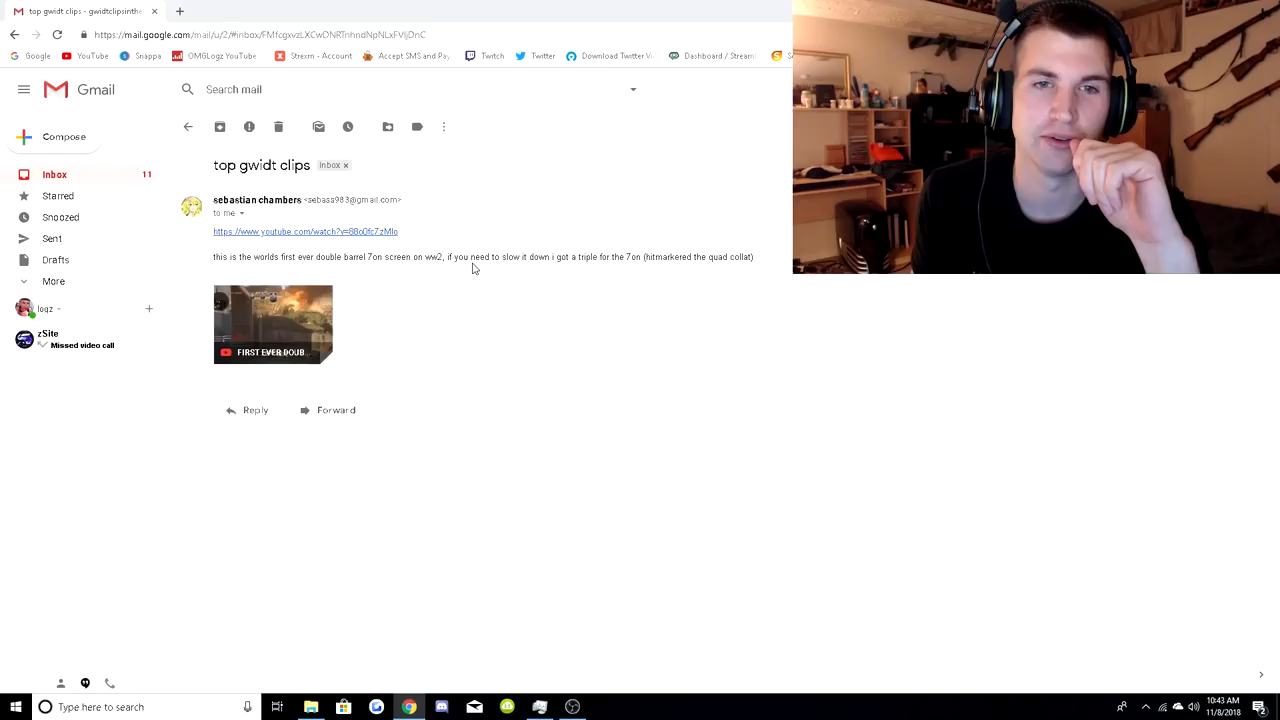 top gwidt clips - gwidtclipsinthe
https://mail.google.com/mail/u/2/#inbox/FMfcgxvzLXCwDNRTnhndNpNLxFVljDnC
Google YouTube Snappa OMGLogz YouTube Strexm - Account Accept SMS and Pay Twitch Twitter Download Twitter Vi Dashboard / Stream
Gmail
Search mail
Compose
top gwidt clips Inbox x
Inbox 11
Starred
Snoozed
Sent
Drafts
More
sebastian chambers <sebass983@gmail.com>
to me
https://www.youtube.com/watch?v=88o0fc7zMlo
this is the worlds first ever double barrel 7on screen on ww2, if you need to slow it down i got a triple for the 7on (hitmarkered the quad collat)
logz
zSite
Missed video call
FIRST EVER DOUB...
Reply Forward
Type here to search
10:43 AM
11/8/2018
2